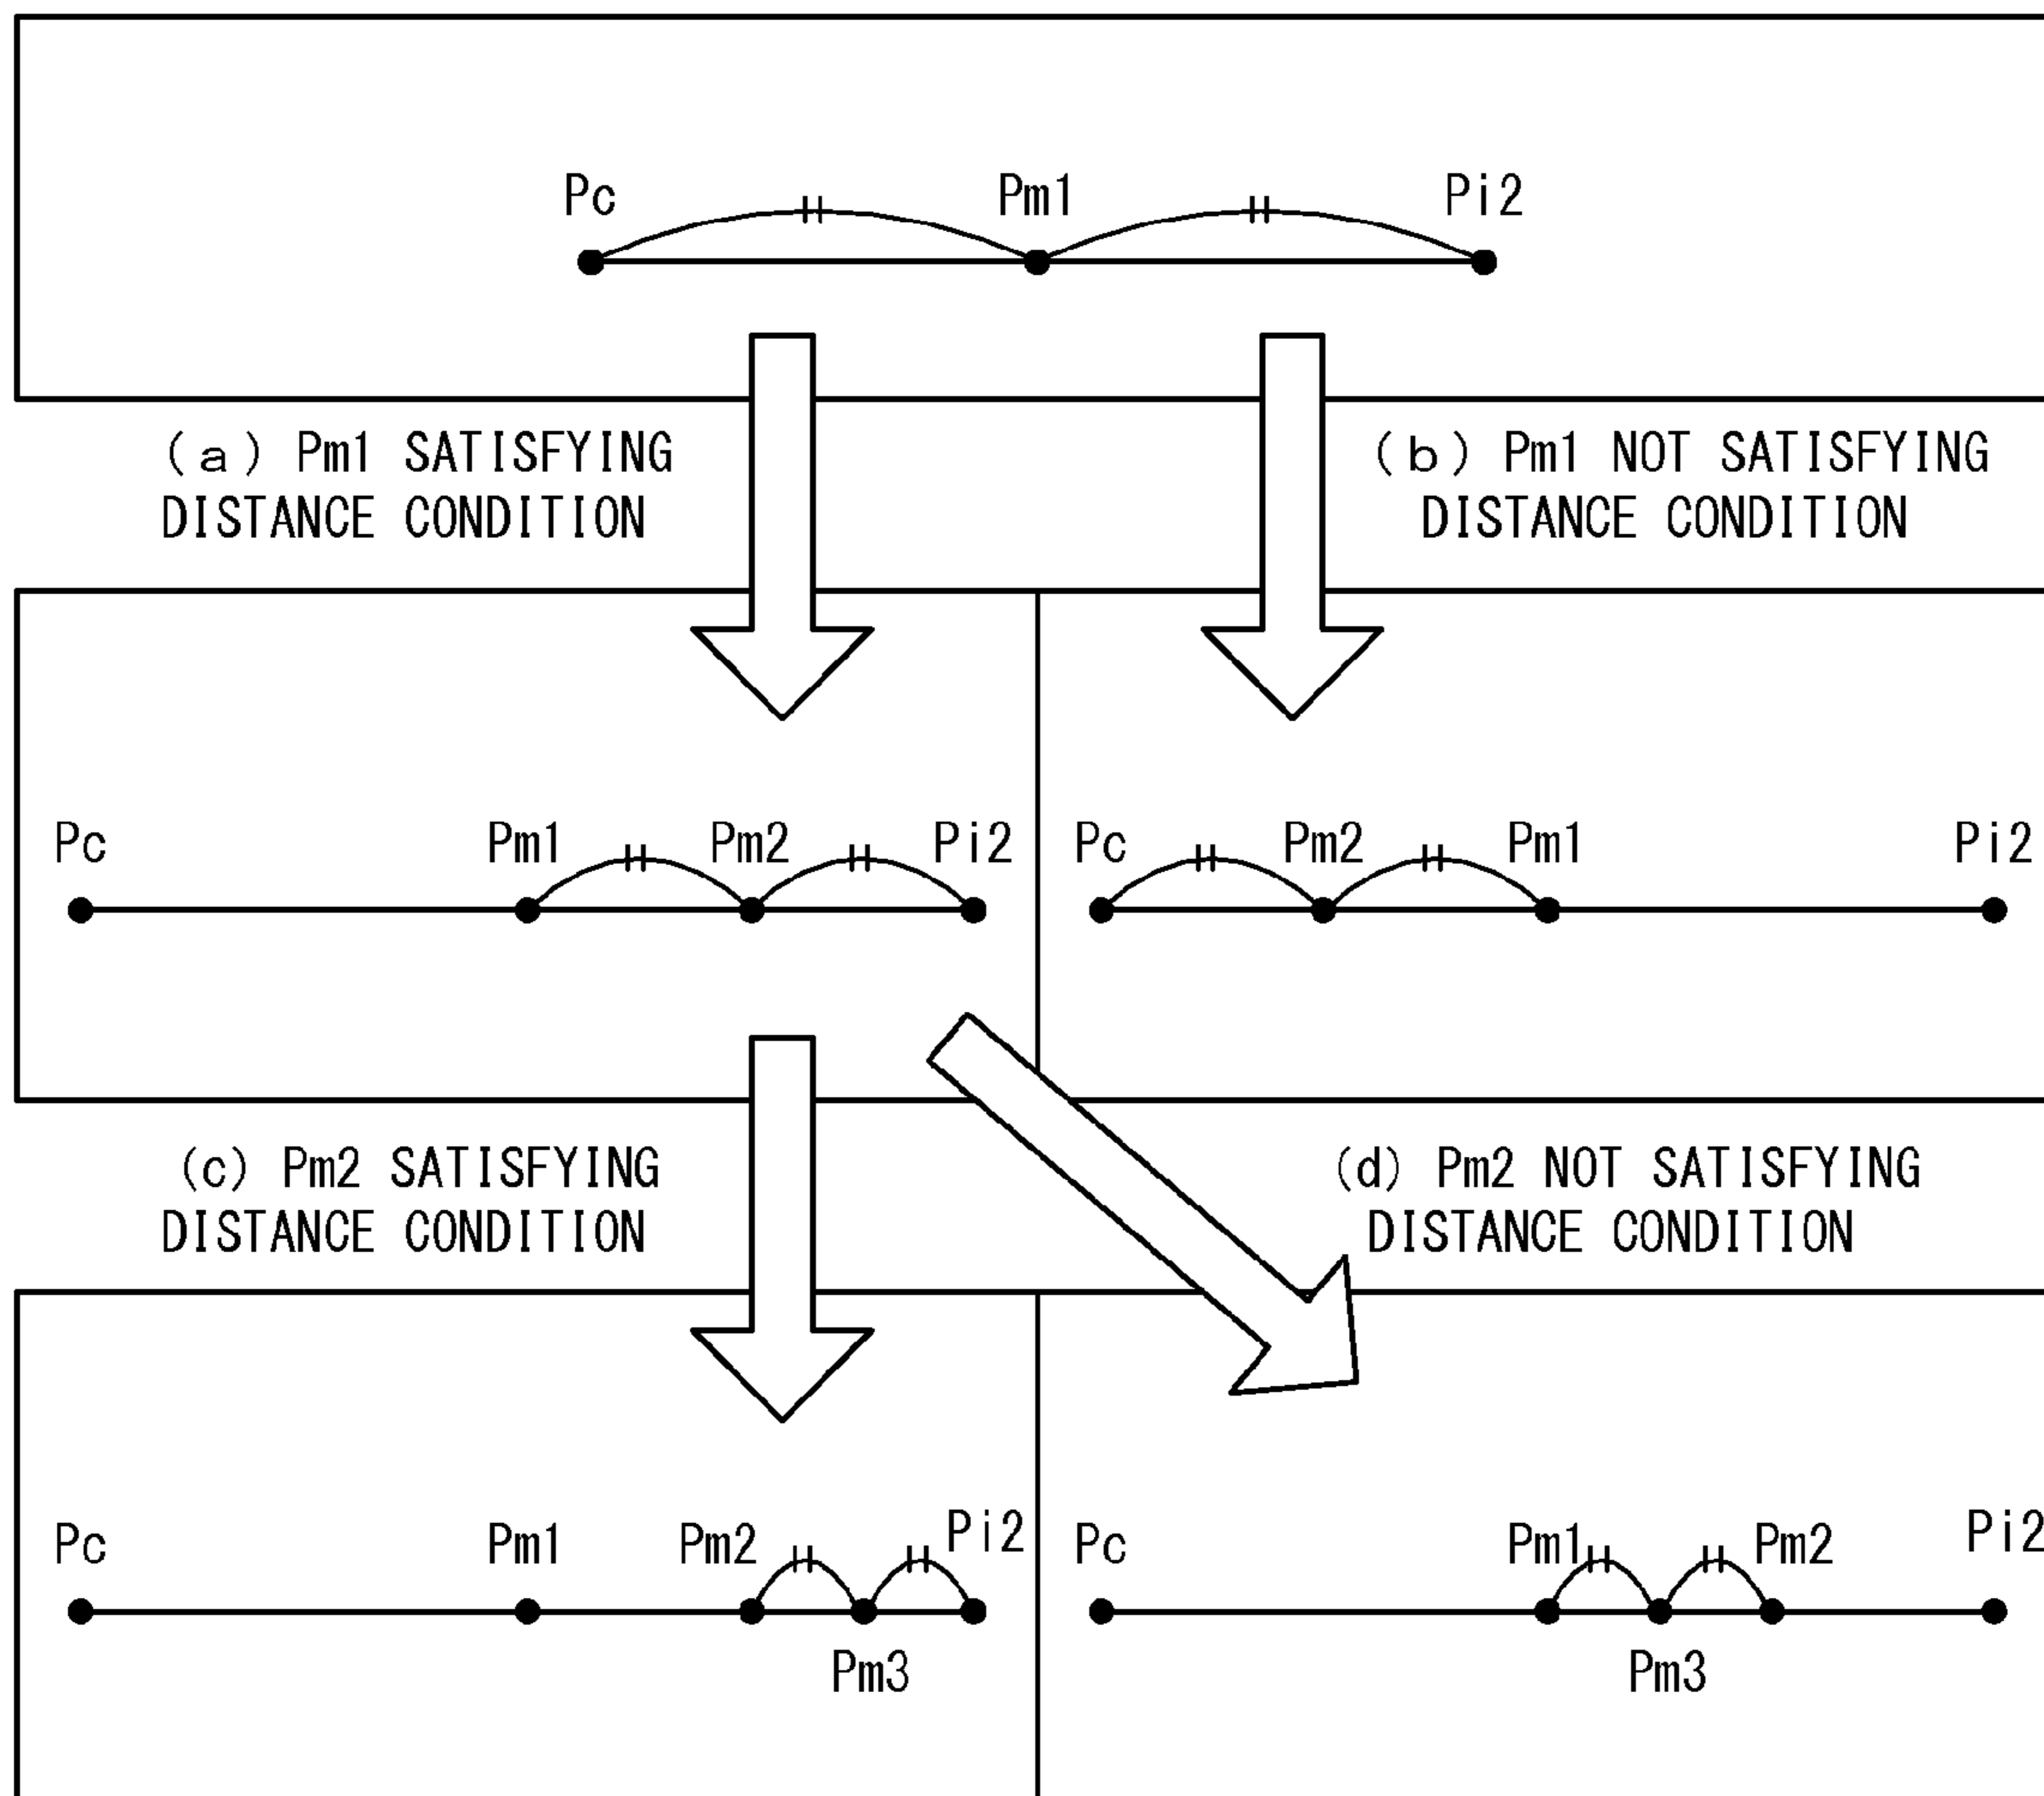 Pc Pm1 Pi2
(a) Pm1 SATISFYING
DISTANCE CONDITION
(b) Pm1 NOT SATISFYING
DISTANCE CONDITION
Pc Pm1 Pm2 Pi2
Pc Pm2 Pm1 Pi2
(c) Pm2 SATISFYING
DISTANCE CONDITION
(d) Pm2 NOT SATISFYING
DISTANCE CONDITION
Pc Pm1 Pm2 Pi2
Pm3
Pc Pm1 Pm2 Pi2
Pm3